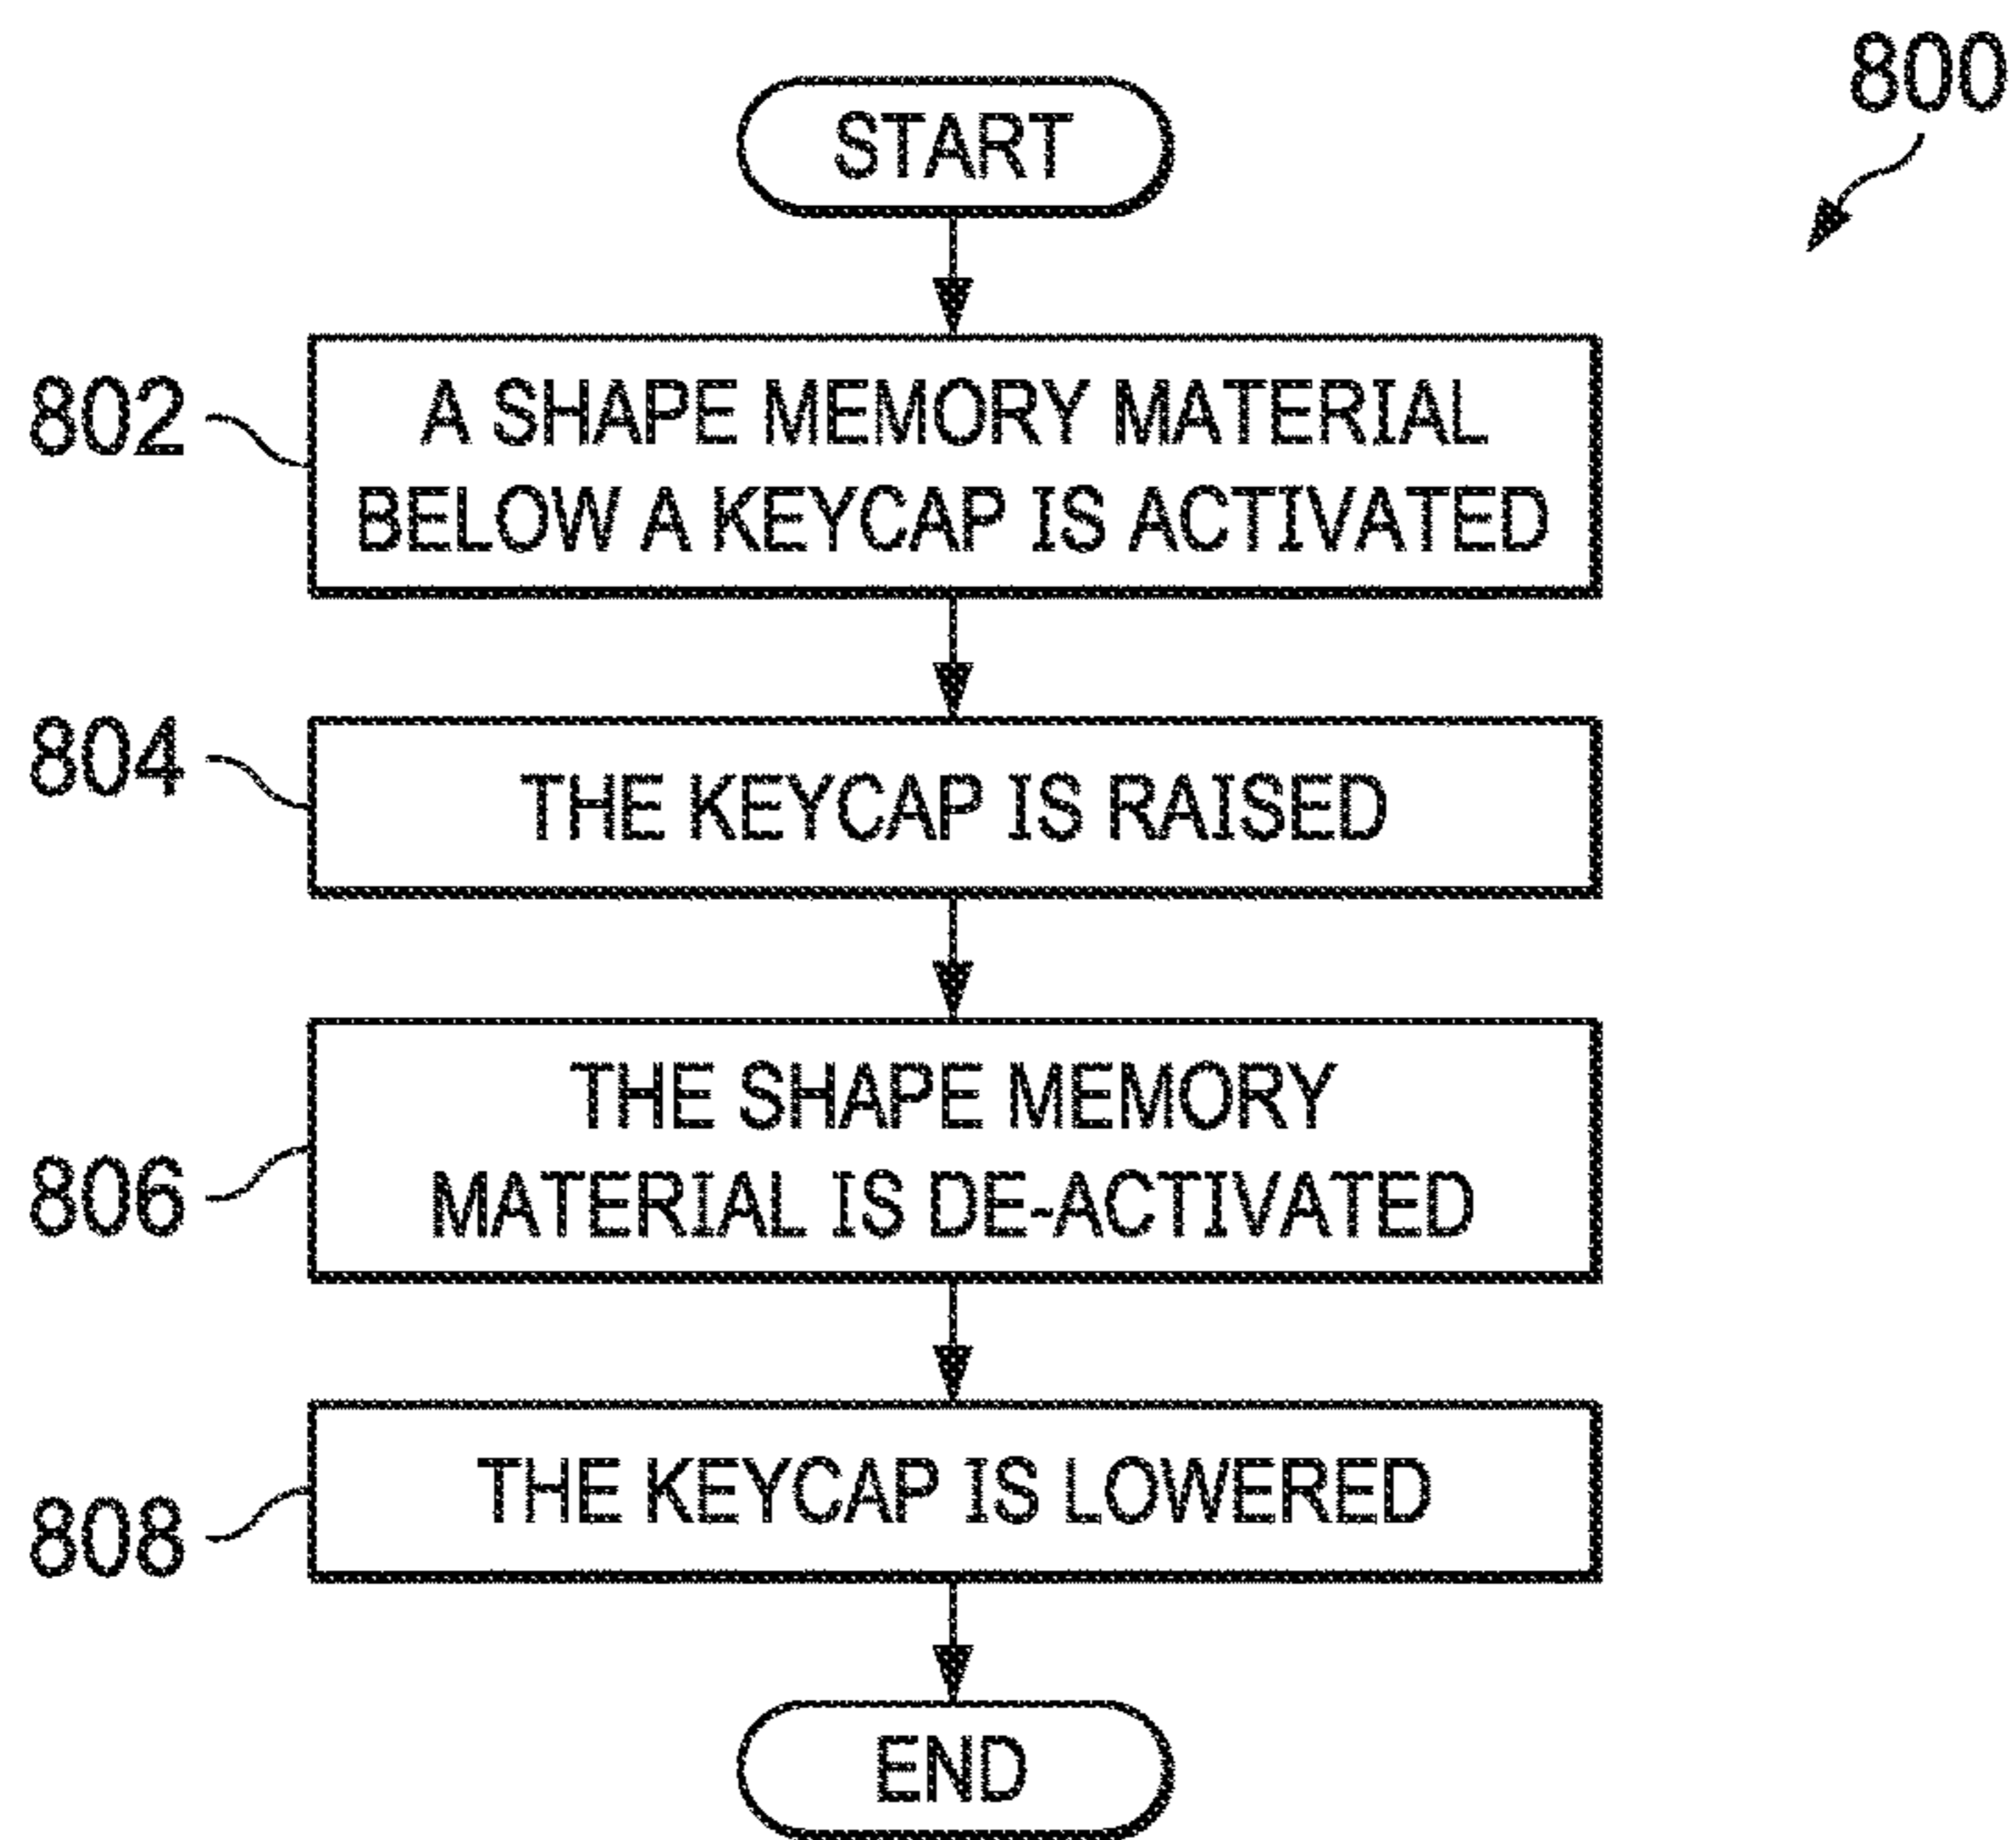 800
START
802
A SHAPE MEMORY MATERIAL
BELOW A KEYCAP IS ACTIVATED
804
THE KEYCAP IS RAISED
806
THE SHAPE MEMORY
MATERIAL IS DE-ACTIVATED
808
THE KEYCAP IS LOWERED
END